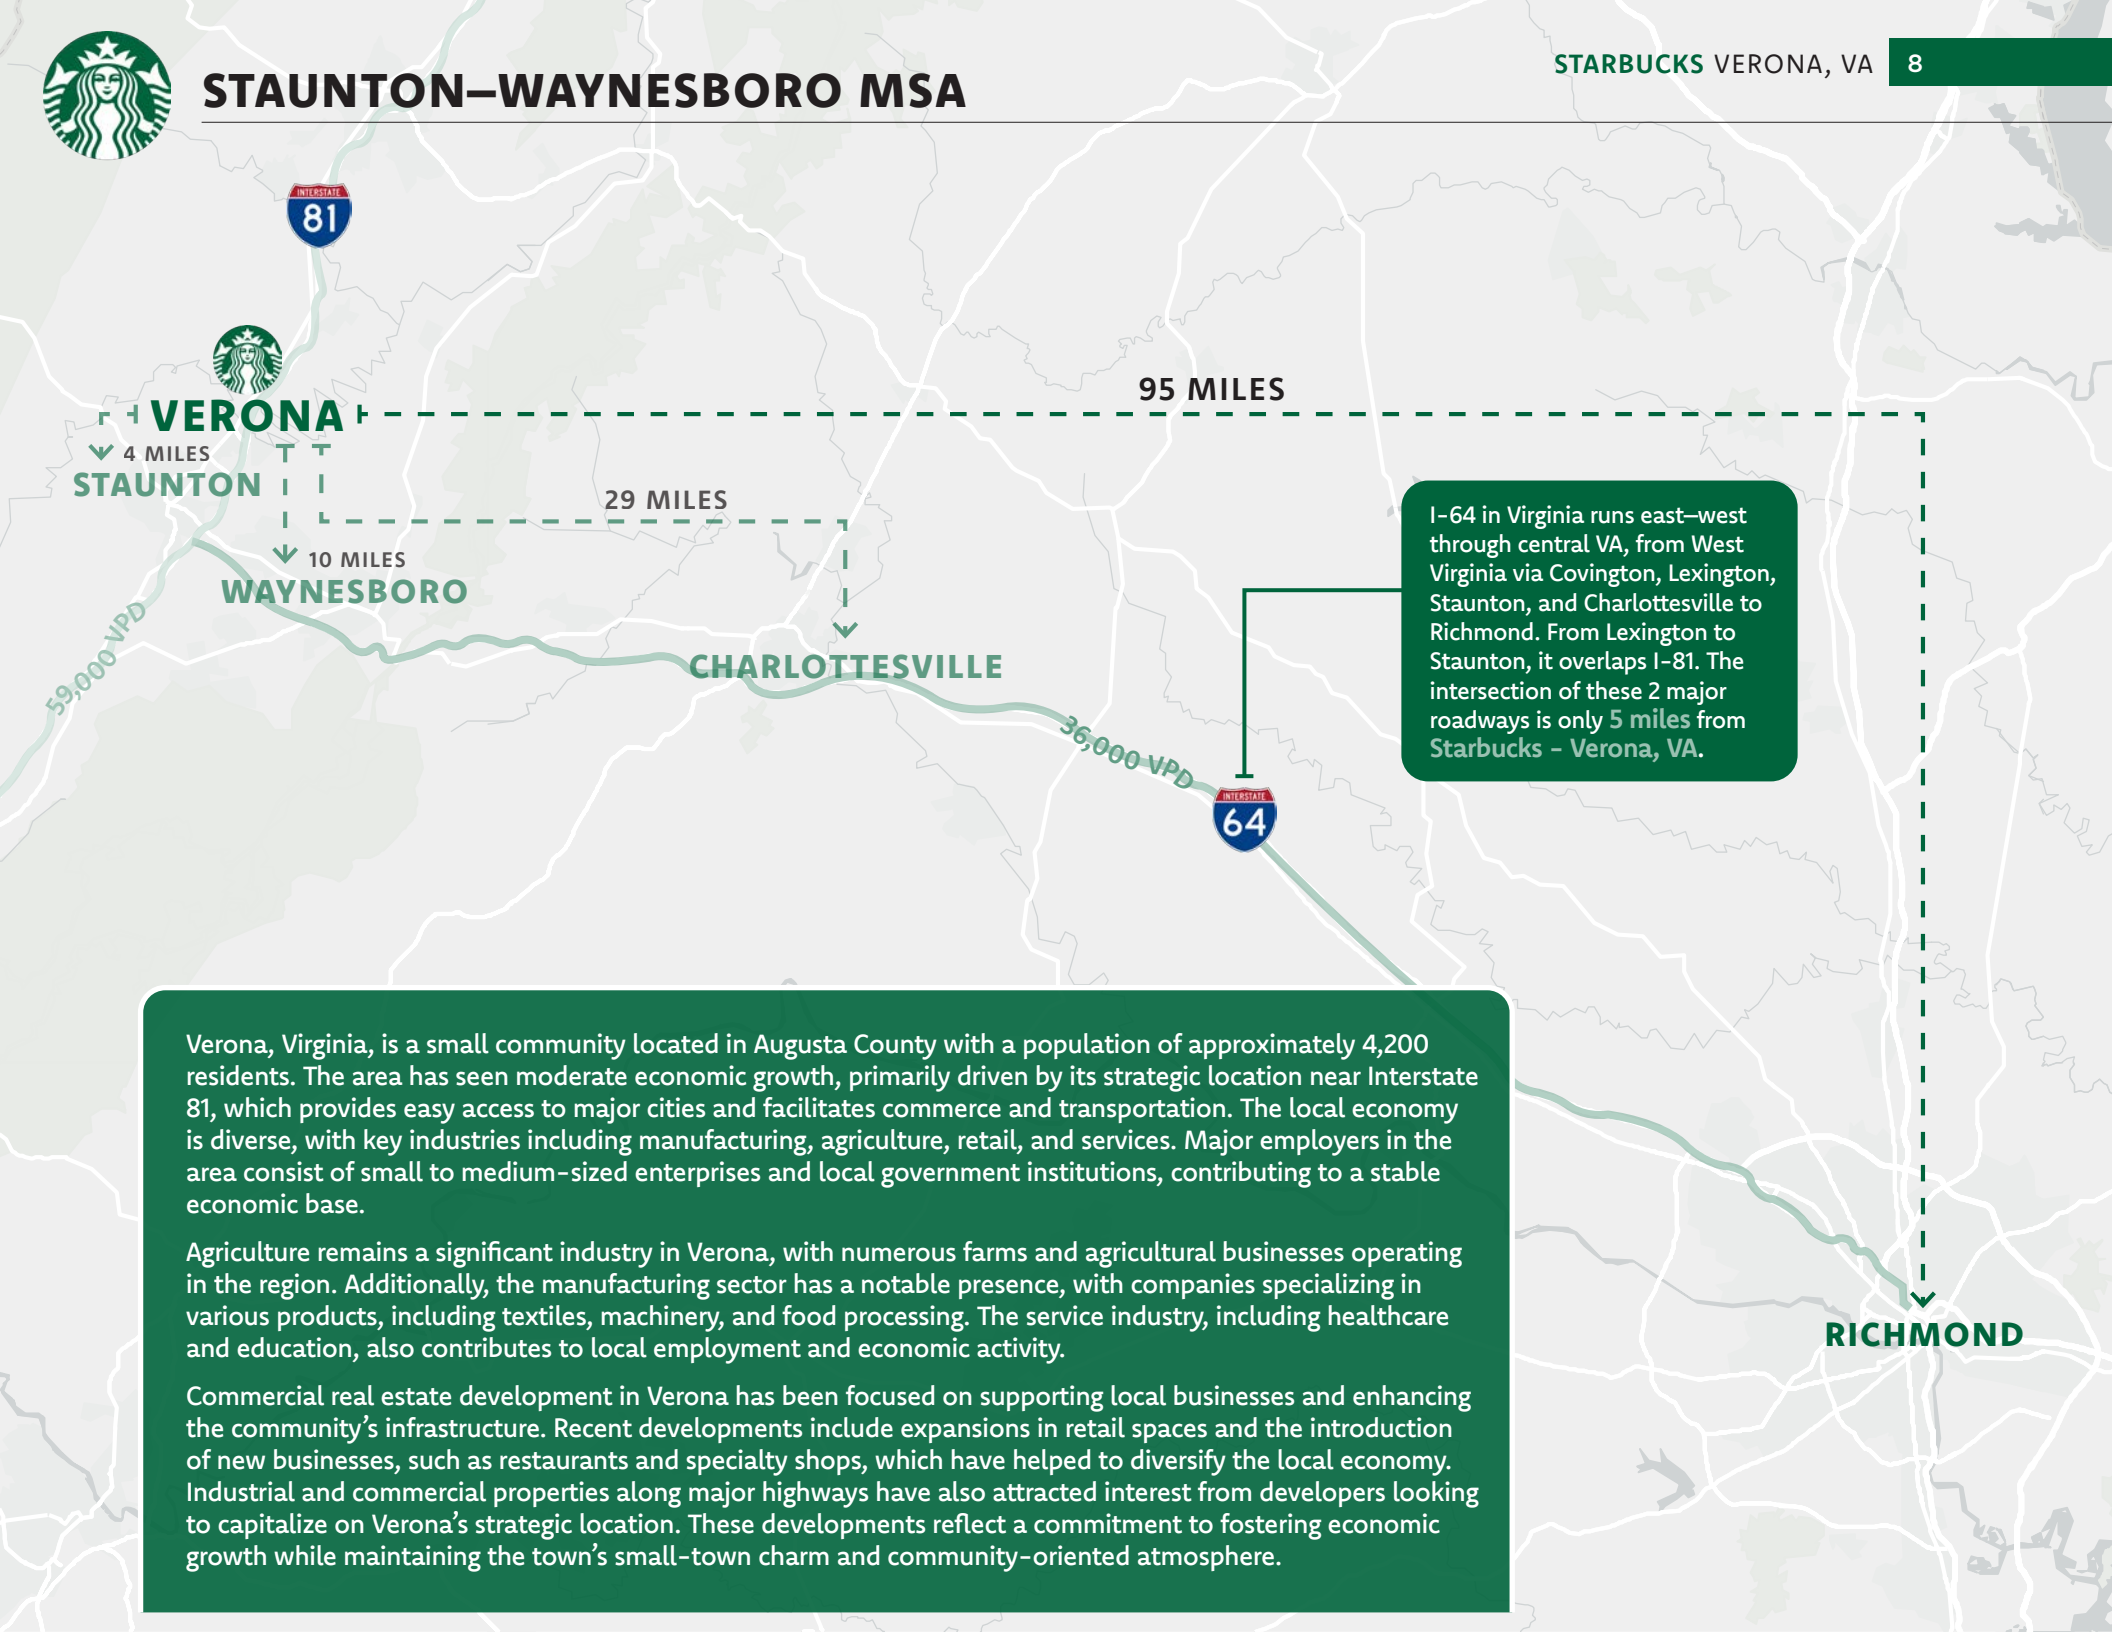 STAUNTON–WAYNESBORO MSA
STARBUCKS VERONA, VA 8
INTERSTATE
81
VERONA
95 MILES
4 MILES
STAUNTON
29 MILES
10 MILES
WAYNESBORO
59,000 VPD
CHARLOTTESVILLE
36,000 VPD
I-64 in Virginia runs east–west
through central VA, from West
Virginia via Covington, Lexington,
Staunton, and Charlottesville to
Richmond. From Lexington to
Staunton, it overlaps I-81. The
intersection of these 2 major
roadways is only 5 miles from
Starbucks - Verona, VA.
INTERSTATE
64
Verona, Virginia, is a small community located in Augusta County with a population of approximately 4,200
residents. The area has seen moderate economic growth, primarily driven by its strategic location near Interstate
81, which provides easy access to major cities and facilitates commerce and transportation. The local economy
is diverse, with key industries including manufacturing, agriculture, retail, and services. Major employers in the
area consist of small to medium-sized enterprises and local government institutions, contributing to a stable
economic base.
Agriculture remains a significant industry in Verona, with numerous farms and agricultural businesses operating
in the region. Additionally, the manufacturing sector has a notable presence, with companies specializing in
various products, including textiles, machinery, and food processing. The service industry, including healthcare
and education, also contributes to local employment and economic activity.
Commercial real estate development in Verona has been focused on supporting local businesses and enhancing
the community's infrastructure. Recent developments include expansions in retail spaces and the introduction
of new businesses, such as restaurants and specialty shops, which have helped to diversify the local economy.
Industrial and commercial properties along major highways have also attracted interest from developers looking
to capitalize on Verona's strategic location. These developments reflect a commitment to fostering economic
growth while maintaining the town's small-town charm and community-oriented atmosphere.
RICHMOND